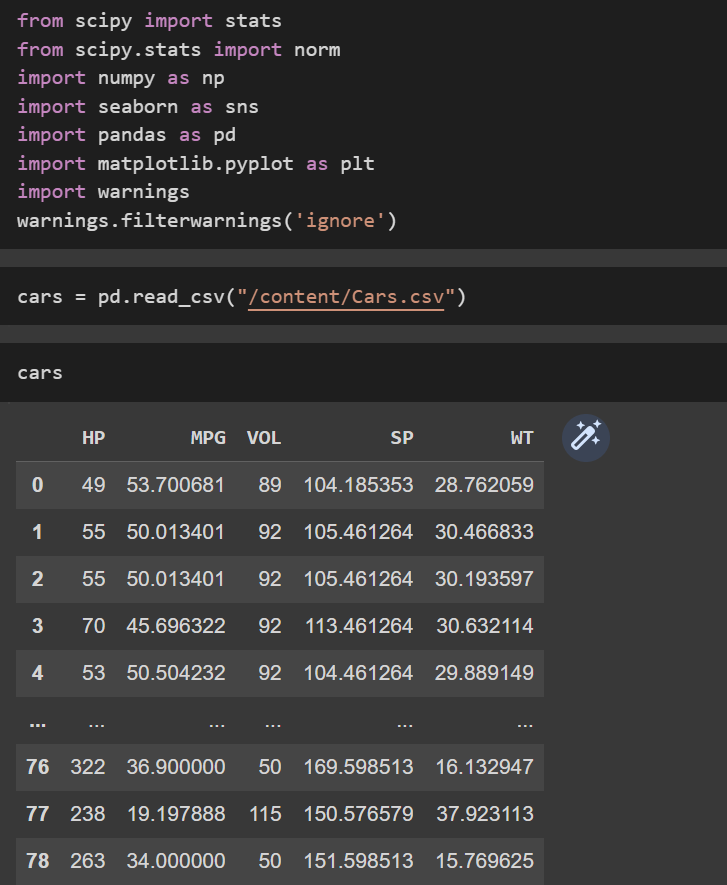 from scipy import stats
from scipy.stats import norm
import numpy as np
import seaborn as sns
import pandas as pd
import matplotlib.pyplot as plt
import warnings
warnings.filterwarnings('ignore')
cars = pd.read_csv("/content/Cars.csv")
cars
HP MPG VOL SP WT
0 49 53.700681 89 104.185353 28.762059
1 55 50.013401 92 105.461264 30.466833
2 55 50.013401 92 105.461264 30.193597
3 70 45.696322 92 113.461264 30.632114
4 53 50.504232 92 104.461264 29.889149
... ... ... ... ... ...
76 322 36.900000 50 169.598513 16.132947
77 238 19.197888 115 150.576579 37.923113
78 263 34.000000 50 151.598513 15.769625